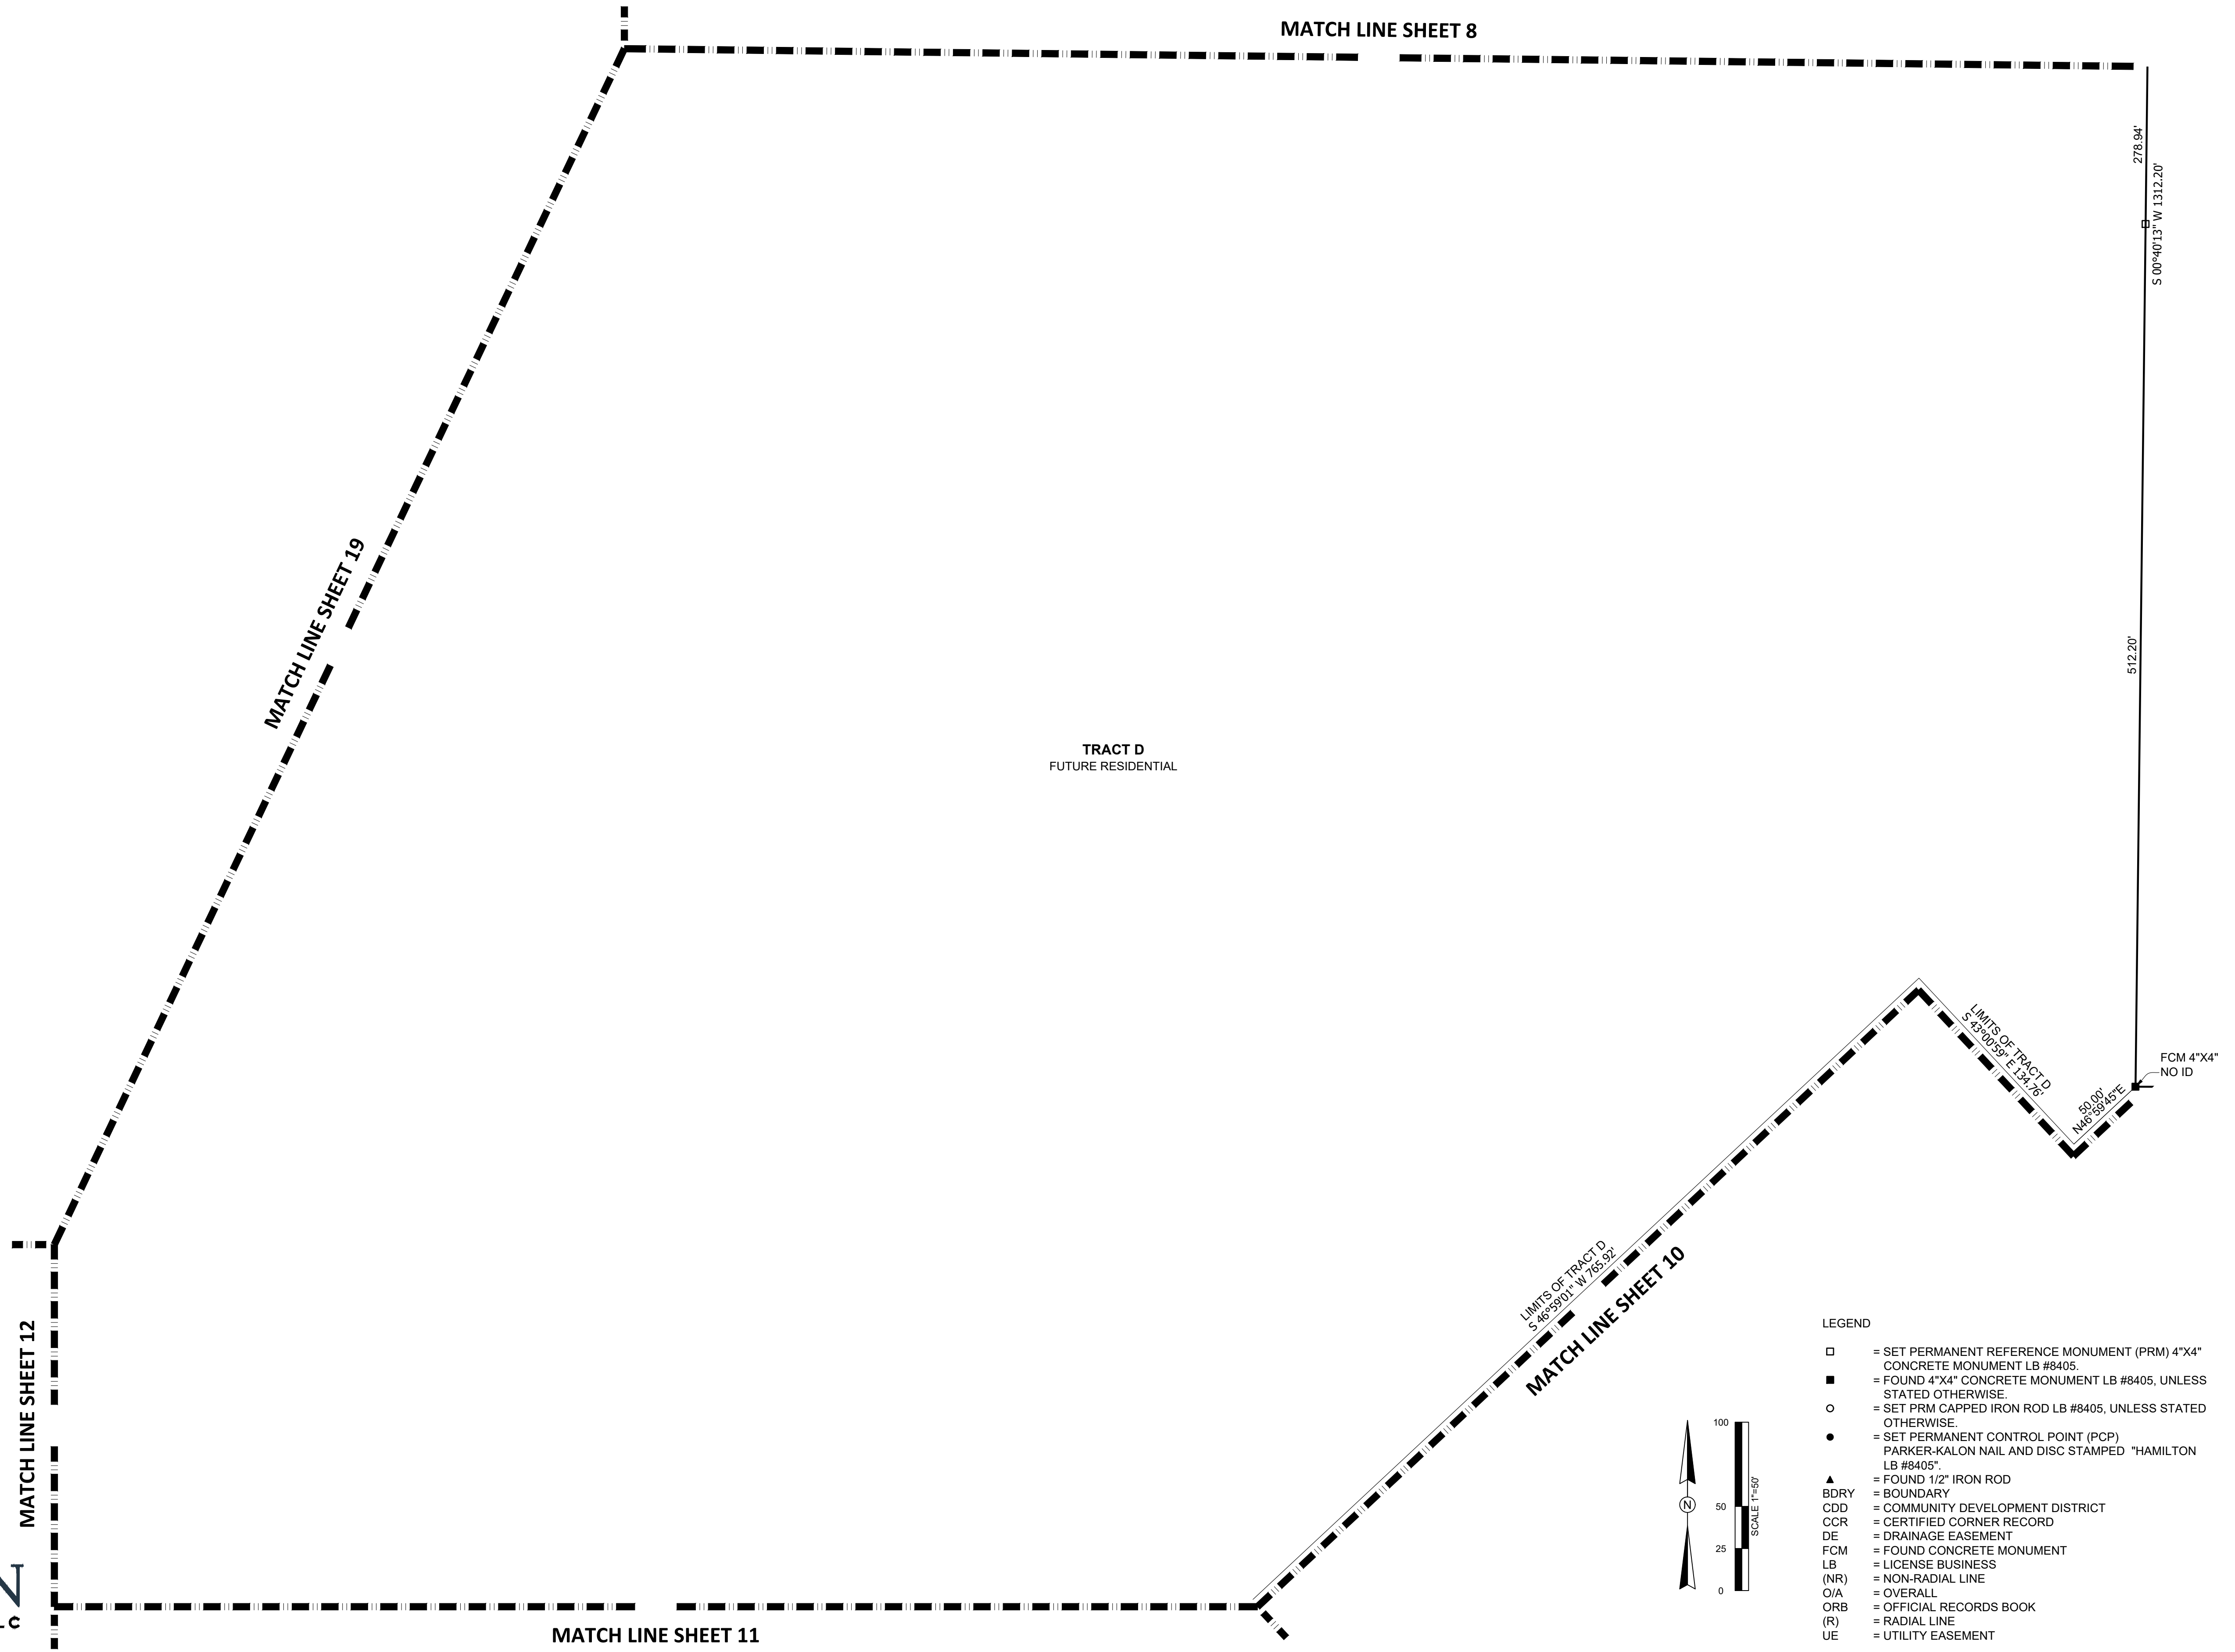 MATCH LINE SHEET 8
278.94'
S 00°40'13" W 1312.20'
MATCH LINE SHEET 19
512.20'
TRACT D
FUTURE RESIDENTIAL
LIMITS OF TRACT D
S 43°00'59" E 134.76'
50.00'
N46°59'45"E
FCM 4"X4"
NO ID
LIMITS OF TRACT D
S 46°59'01" W 765.92'
MATCH LINE SHEET 10
MATCH LINE SHEET 12
MATCH LINE SHEET 11
100
50
25
0
SCALE 1"=50'
N
LEGEND
= SET PERMANENT REFERENCE MONUMENT (PRM) 4"X4"
CONCRETE MONUMENT LB #8405.
= FOUND 4"X4" CONCRETE MONUMENT LB #8405, UNLESS
STATED OTHERWISE.
= SET PRM CAPPED IRON ROD LB #8405, UNLESS STATED
OTHERWISE.
= SET PERMANENT CONTROL POINT (PCP)
PARKER-KALON NAIL AND DISC STAMPED "HAMILTON
LB #8405".
= FOUND 1/2" IRON ROD
BDRY = BOUNDARY
CDD = COMMUNITY DEVELOPMENT DISTRICT
CCR = CERTIFIED CORNER RECORD
DE = DRAINAGE EASEMENT
FCM = FOUND CONCRETE MONUMENT
LB = LICENSE BUSINESS
(NR) = NON-RADIAL LINE
O/A = OVERALL
ORB = OFFICIAL RECORDS BOOK
(R) = RADIAL LINE
UE = UTILITY EASEMENT